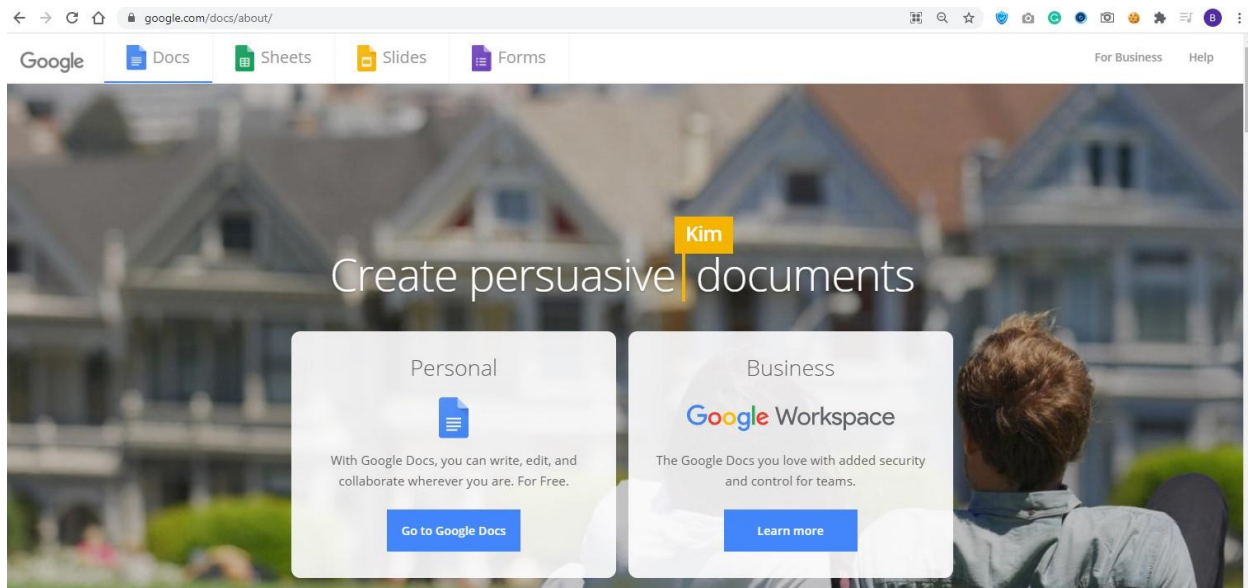 google.com/docs/about/
B
Google
Docs
Sheets
Slides
Forms
For Business
Help
Kim
Create persuasive documents
Personal
With Google Docs, you can write, edit, and
collaborate wherever you are. For Free.
Go to Google Docs
Business
Google Workspace
The Google Docs you love with added security
and control for teams.
Learn more